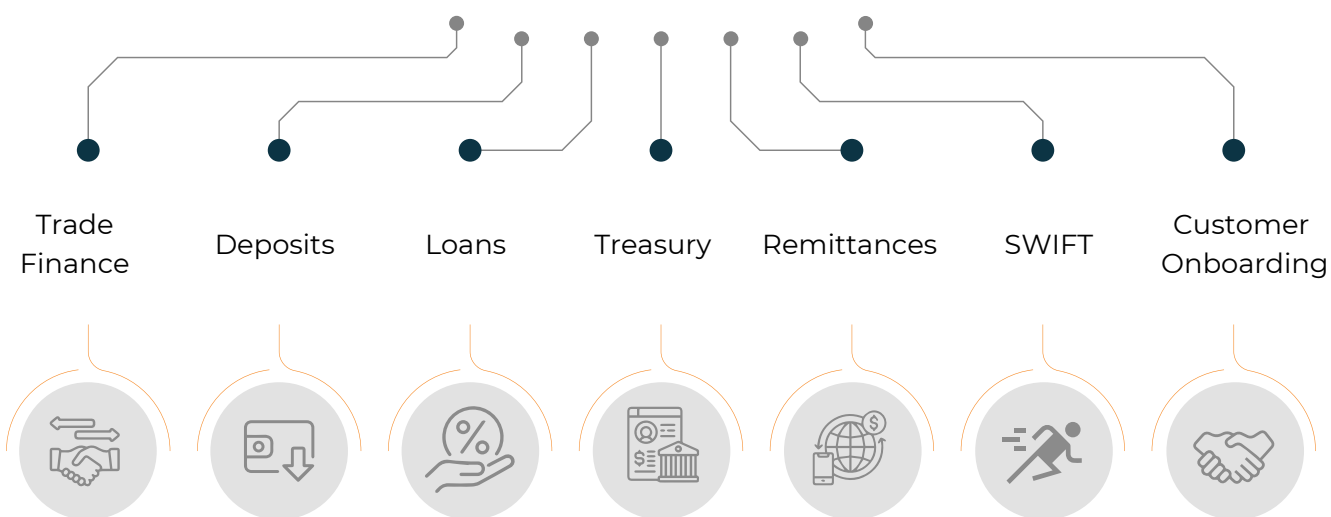 Trade
Finance
Deposits
Loans
Treasury
Remittances
SWIFT
Customer
Onboarding
$
$